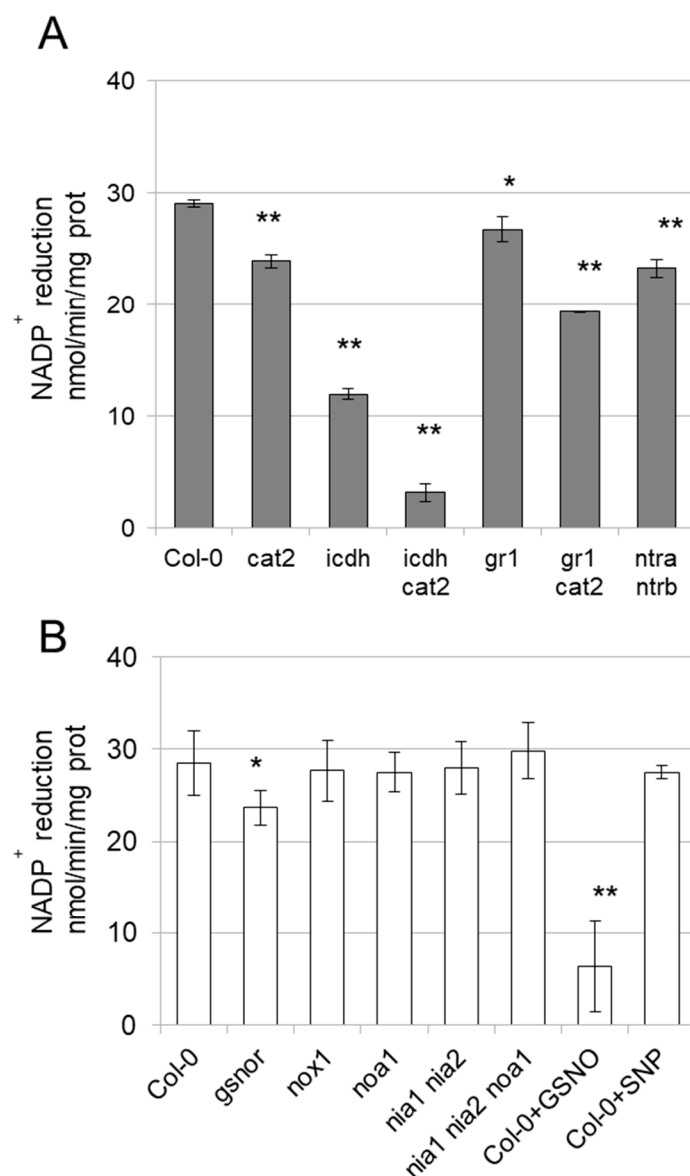 A
NADP+ reduction
nmol/min/mg prot
40
30
20
10
0
**
**
**
*
**
**
Col-0 cat2 icdh icdh cat2 gr1 gr1 cat2 ntra ntrb
B
NADP+ reduction
nmol/min/mg prot
40
30
20
10
0
*
**
Col-0
gsnor
nox1
noa1
nia1 nia2
nia1 nia2 noa1
Col-0+GSNO
Col-0+SNP